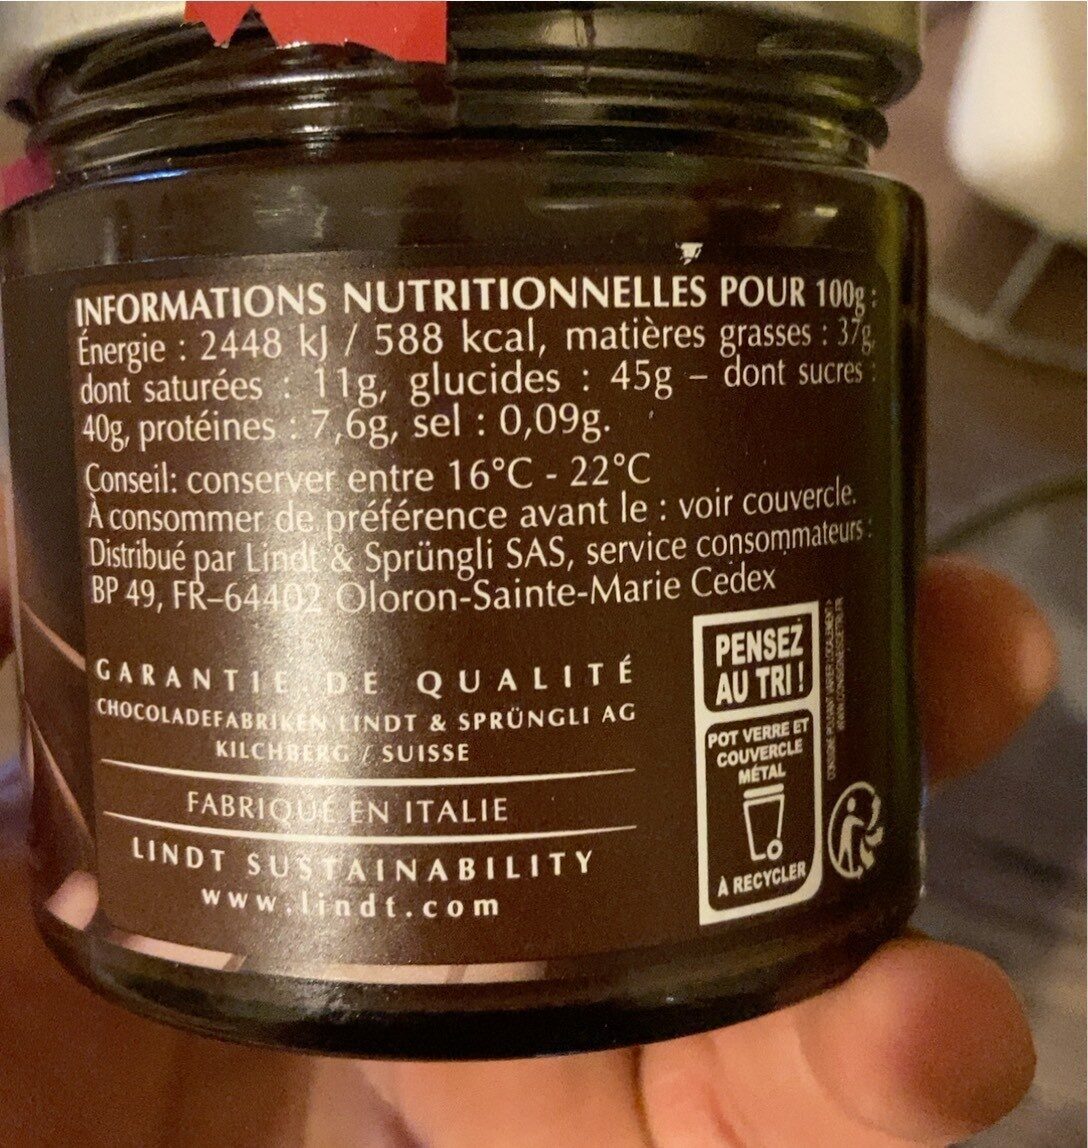 INFORMATIONS NUTRITIONNELLES POUR 100g :
Énergie : 2448 kJ / 588 kcal, matières grasses : 37g,
dont saturées : 11g, glucides : 45g – dont sucres :
40g, protéines : 7,6g, sel : 0,09g.
Conseil: conserver entre 16°C - 22°C
À consommer de préférence avant le : voir couvercle.
Distribué par Lindt & Sprüngli SAS, service consommateurs :
BP 49, FR–64402 Oloron-Sainte-Marie Cedex
GARANTIE DE QUALITÉ
CHOCOLADEFABRIKEN LINDT & SPRÜNGLI AG
KILCHBERG / SUISSE
FABRIQUÉ EN ITALIE
LINDT SUSTAINABILITY
www.lindt.com
PENSEZ
AU TRI !
POT VERRE ET
COUVERCLE
MÉTAL
À RECYCLER